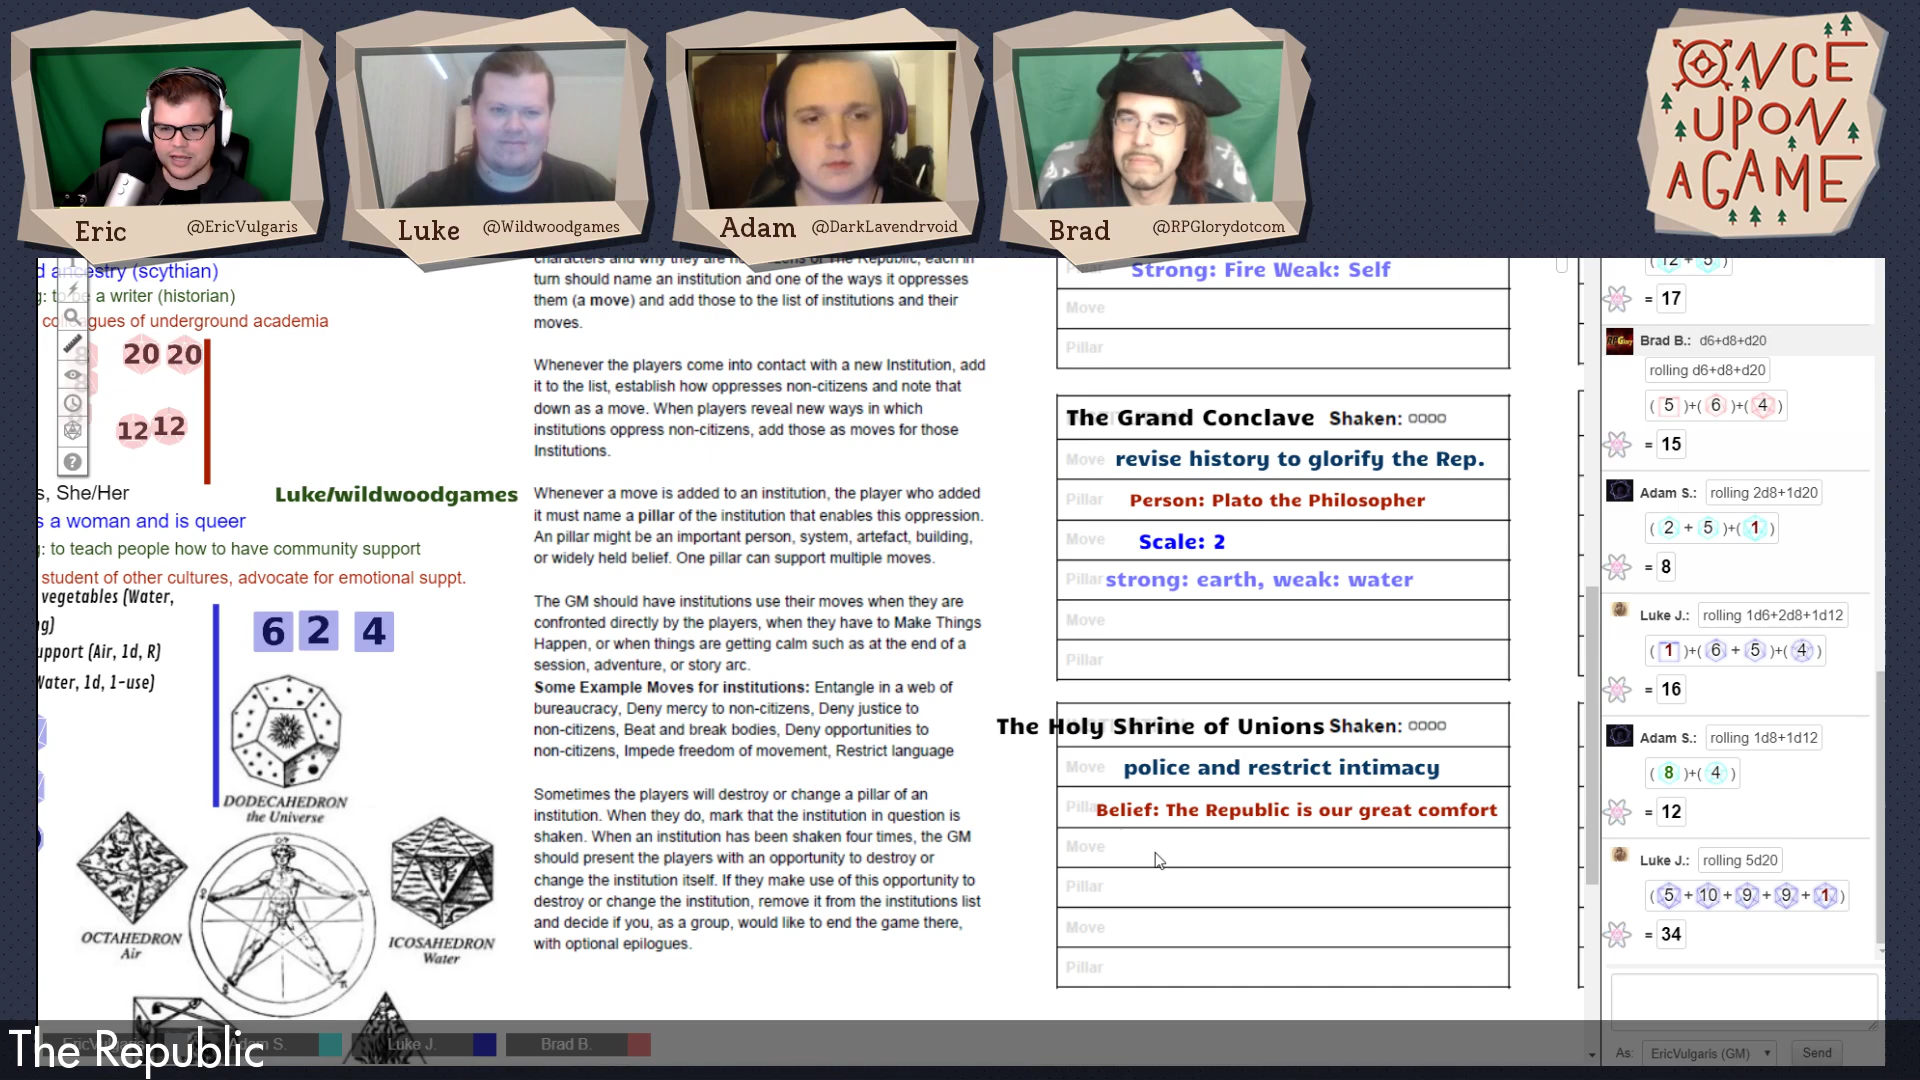 Eric
@EricVulgaris
Luke
@Wildwoodgames
Adam
@DarkLavendrvoid
Brad
@RPGlorydotcom
ONCE
UPON
A GAME
d ancestry (scythian)
g: to be a writer (historian)
colleagues of underground academia
20 20
12 12
s, She/Her
Luke/wildwoodgames
s a woman and is queer
g: to teach people how to have community support
student of other cultures, advocate for emotional suppt.
vegetables (Water,
g)
upport (Air, 1d, R)
Water, 1d, 1-use)
6 2 4
DODECAHEDRON
the Universe
OCTAHEDRON
Air
ICOSAHEDRON
Water
turn should name an institution and one of the ways it oppresses
them (a move) and add those to the list of institutions and their
moves.
Whenever the players come into contact with a new Institution, add
it to the list, establish how oppresses non-citizens and note that
down as a move. When players reveal new ways in which
institutions oppress non-citizens, add those as moves for those
Institutions.
Whenever a move is added to an institution, the player who added
it must name a pillar of the institution that enables this oppression.
An pillar might be an important person, system, artefact, building,
or widely held belief. One pillar can support multiple moves.
The GM should have institutions use their moves when they are
confronted directly by the players, when they have to Make Things
Happen, or when things are getting calm such as at the end of a
session, adventure, or story arc.
Some Example Moves for institutions: Entangle in a web of
bureaucracy, Deny mercy to non-citizens, Deny justice to
non-citizens, Beat and break bodies, Deny opportunities to
non-citizens, Impede freedom of movement, Restrict language
Sometimes the players will destroy or change a pillar of an
institution. When they do, mark that the institution in question is
shaken. When an institution has been shaken four times, the GM
should present the players with an opportunity to destroy or
change the institution itself. If they make use of this opportunity to
destroy or change the institution, remove it from the institutions list
and decide if you, as a group, would like to end the game there,
with optional epilogues.
Pillar Strong: Fire Weak: Self
Move
Pillar
The Grand Conclave Shaken:
Move revise history to glorify the Rep.
Pillar Person: Plato the Philosopher
Move Scale: 2
Pillar strong: earth, weak: water
Move
Pillar
The Holy Shrine of Unions Shaken:
Move police and restrict intimacy
Pillar Belief: The Republic is our great comfort
Move
Pillar
Move
Pillar
(12 + 5)
= 17
Brad B.: d6+d8+d20
rolling d6+d8+d20
(5)+(6)+(4)
= 15
Adam S.: rolling 2d8+1d20
(2 + 5)+(1)
= 8
Luke J.: rolling 1d6+2d8+1d12
(1)+(6 + 5)+(4)
= 16
Adam S.: rolling 1d8+1d12
(8)+(4)
= 12
Luke J.: rolling 5d20
(5 + 10 + 9 + 9 + 1)
= 34
As: EricVulgaris (GM) Send
EricVulgaris
Adam S.
Luke J.
Brad B.
The Republic